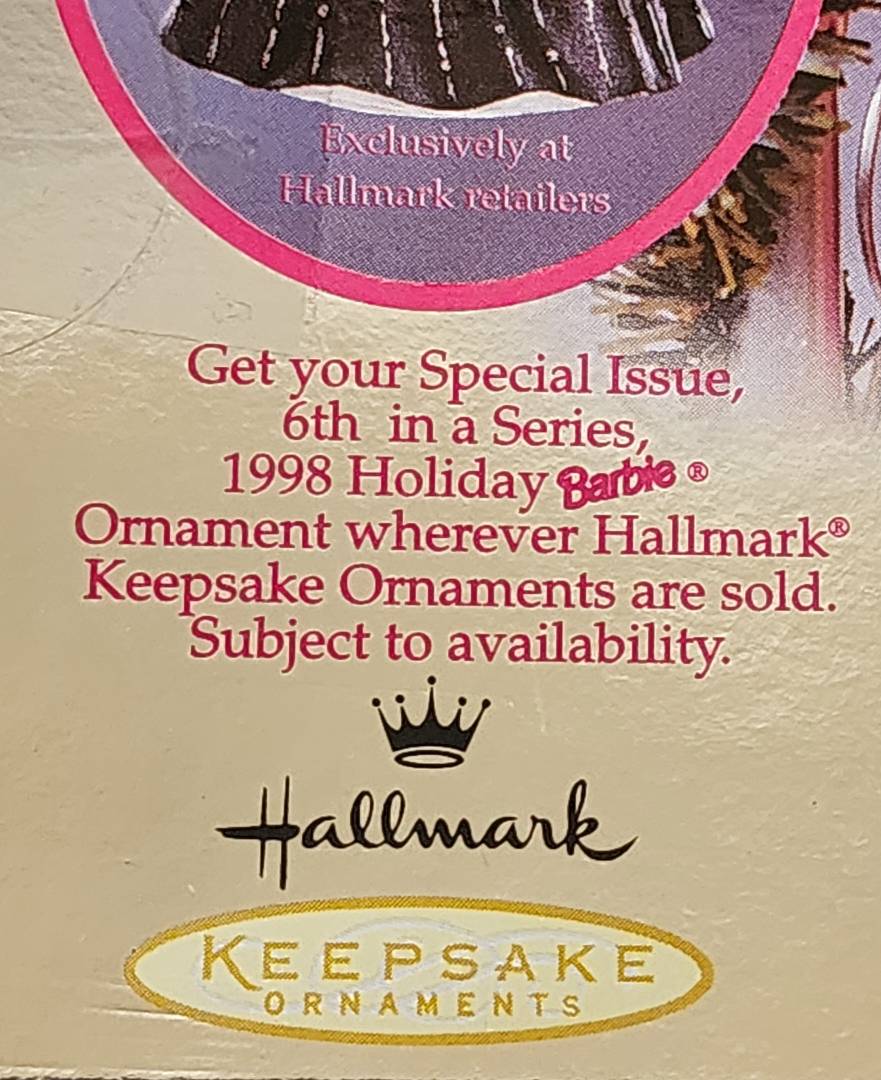 Exclusively at
Hallmark retailers
Get your Special Issue,
6th in a Series,
1998 Holiday Barbie®
Ornament wherever Hallmark®
Keepsake Ornaments are sold.
Subject to availability.
Hallmark
KEEPSAKE
ORNAMENTS